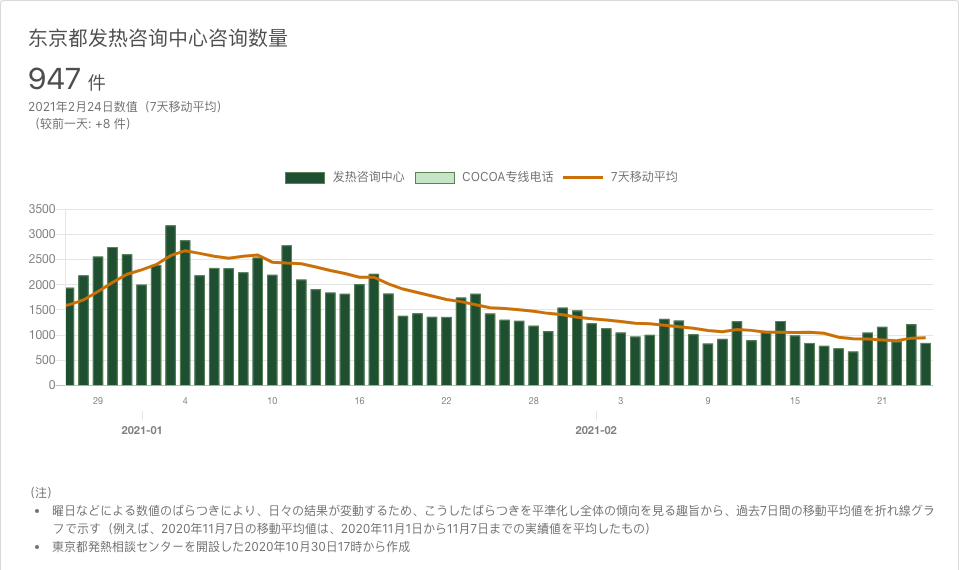 东京都发热咨询中心咨询数量
947 件
2021年2月24日数值（7天移动平均）
（较前一天: +8 件）
发热咨询中心 COCOA专线电话 7天移动平均
3500
3000
2500
2000
1500
1000
500
0
29 4 10 16 22 28 3 9 15 21
2021-01 2021-02
（注）
• 曜日などによる数値のばらつきにより、日々の結果が変動するため、こうしたばらつきを平準化し全体の傾向を見る趣旨から、過去7日間の移動平均値を折れ線グラ
フで示す（例えば、2020年11月7日の移動平均値は、2020年11月1日から11月7日までの実績値を平均したもの）
• 東京都発熱相談センターを開設した2020年10月30日17時から作成